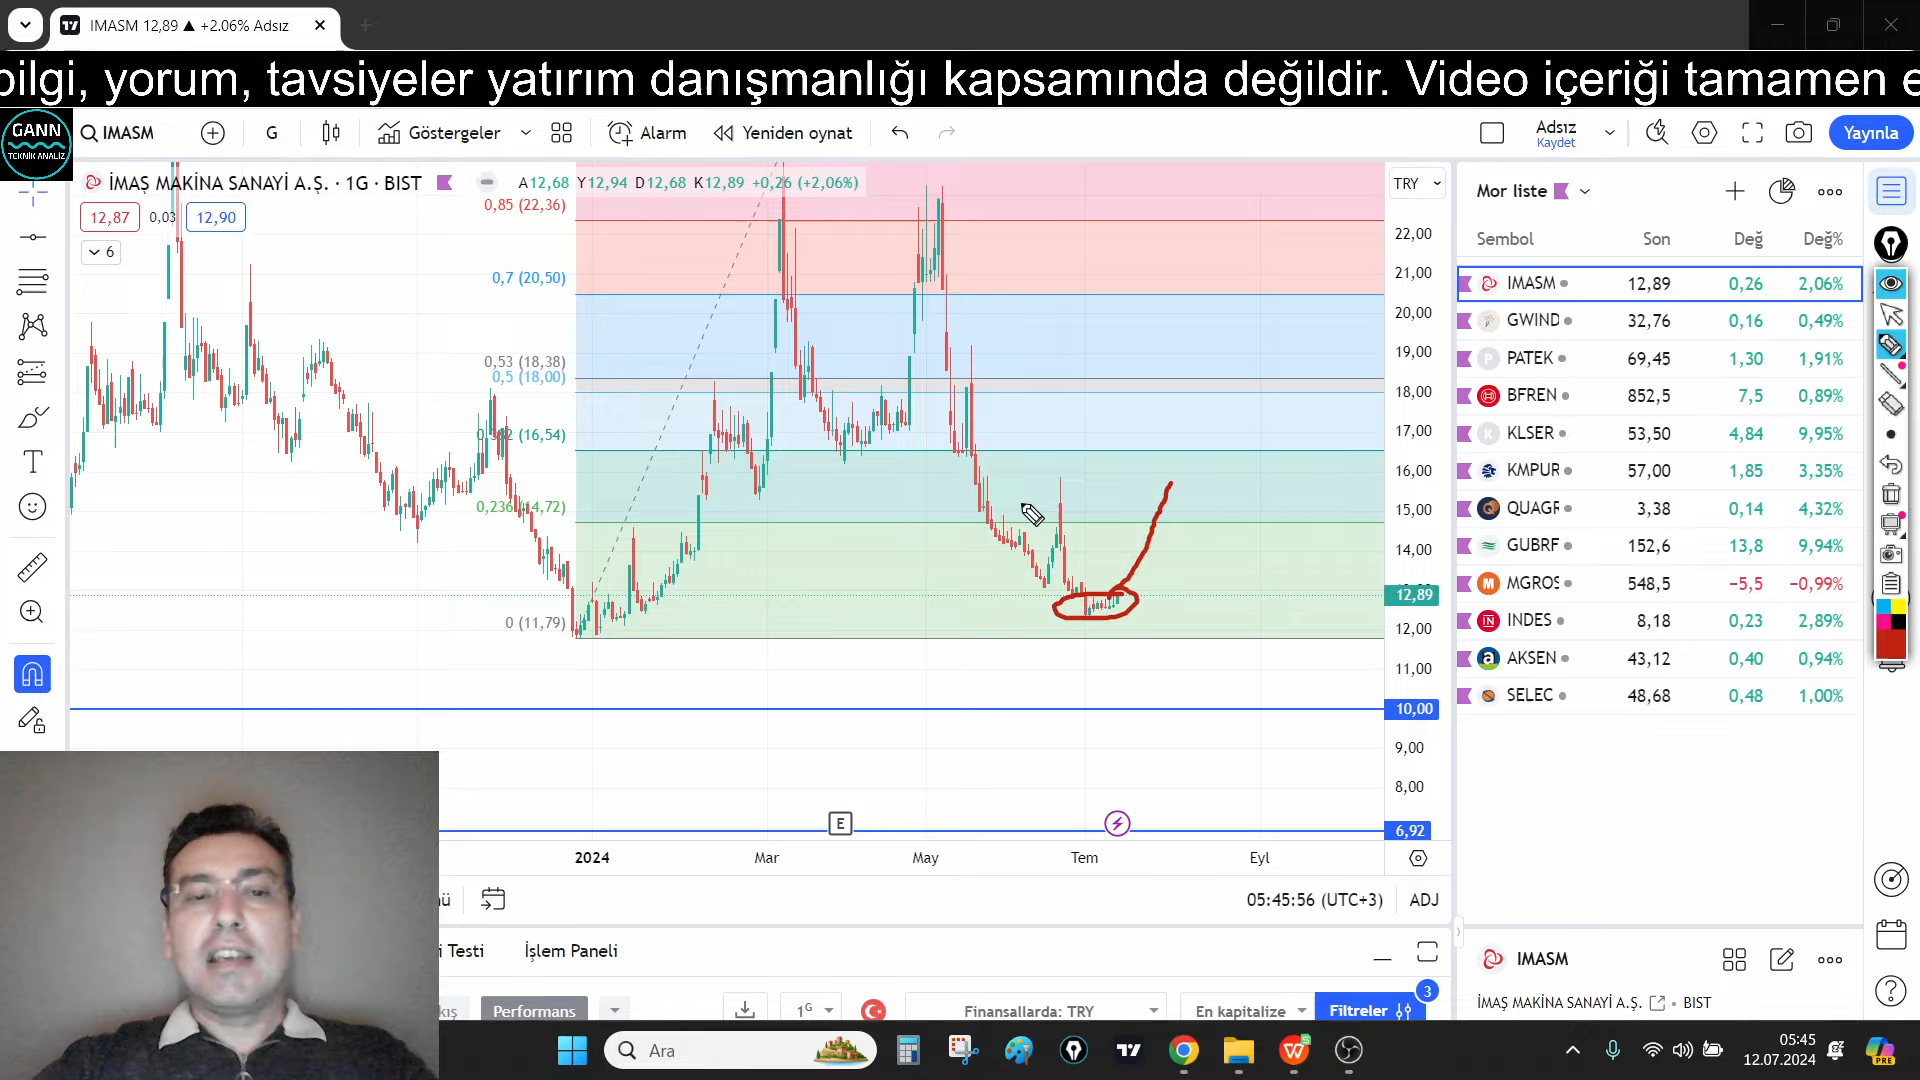 IMASM 12,89 ▲ +2.06% Adsız
bilgi, yorum, tavsiyeler yatırım danışmanlığı kapsamında değildir. Video içeriği tamamen e
GANN
TEKNİK ANALİZ
IMASM
G
Göstergeler
Alarm
Yeniden oynat
Adsız
Kaydet
Yayınla
İMAŞ MAKİNA SANAYİ A.Ş. · 1G · BIST
A12,68 Y12,94 D12,68 K12,89 +0,26 (+2,06%)
12,87 0,03 12,90
6
TRY
0,85 (22,36)
0,7 (20,50)
0,53 (18,38)
0,5 (18,00)
(16,54)
0,236 (14,72)
0 (11,79)
22,00
21,00
20,00
19,00
18,00
17,00
16,00
15,00
14,00
12,89
12,00
11,00
10,00
9,00
8,00
6,92
E
2024 Mar May Tem Eyl
05:45:56 (UTC+3) ADJ
i Testi İşlem Paneli
kış Performans
1G
Finansallarda: TRY
En kapitalize
Filtreler
3
Mor liste
Sembol Son Değ Değ%
IMASM 12,89 0,26 2,06%
GWIND 32,76 0,16 0,49%
PATEK 69,45 1,30 1,91%
BFREN 852,5 7,5 0,89%
KLSER 53,50 4,84 9,95%
KMPUR 57,00 1,85 3,35%
QUAGR 3,38 0,14 4,32%
GUBRF 152,6 13,8 9,94%
MGROS 548,5 −5,5 −0,99%
INDES 8,18 0,23 2,89%
AKSEN 43,12 0,40 0,94%
SELEC 48,68 0,48 1,00%
IMASM
İMAŞ MAKİNA SANAYİ A.Ş. • BIST
Ara
05:45
12.07.2024
PRE